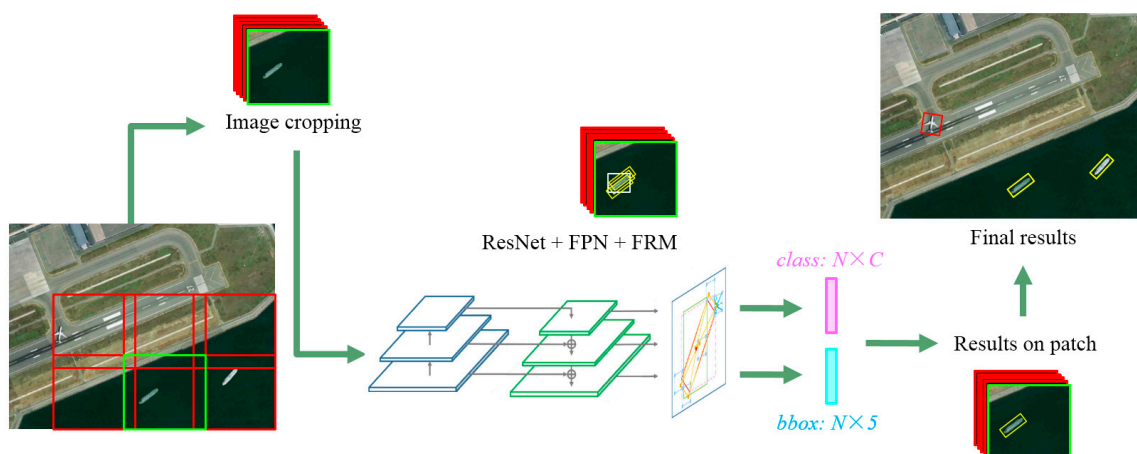 Image cropping
ResNet + FPN + FRM
class: N×C
bbox: N×5
Results on patch
Final results